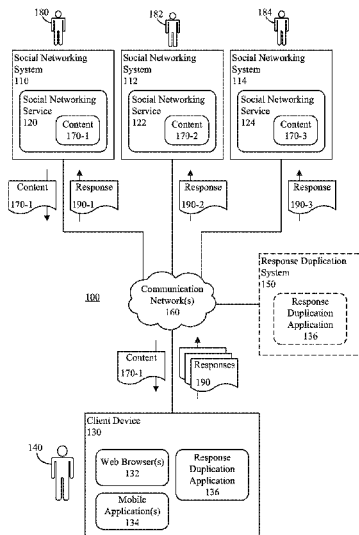 180
182
184
Social Networking
System
110
Social Networking
Service
120
Content
170-1
Social Networking
System
112
Social Networking
Service
122
Content
170-2
Social Networking
System
114
Social Networking
Service
124
Content
170-3
Content
170-1
Response
190-1
Response
190-2
Response
190-3
100
Communication
Network(s)
160
Response Duplication
System
150
Response
Duplication
Application
136
Content
170-1
Responses
190
140
Client Device
130
Web Browser(s)
132
Mobile
Application(s)
134
Response
Duplication
Application
136